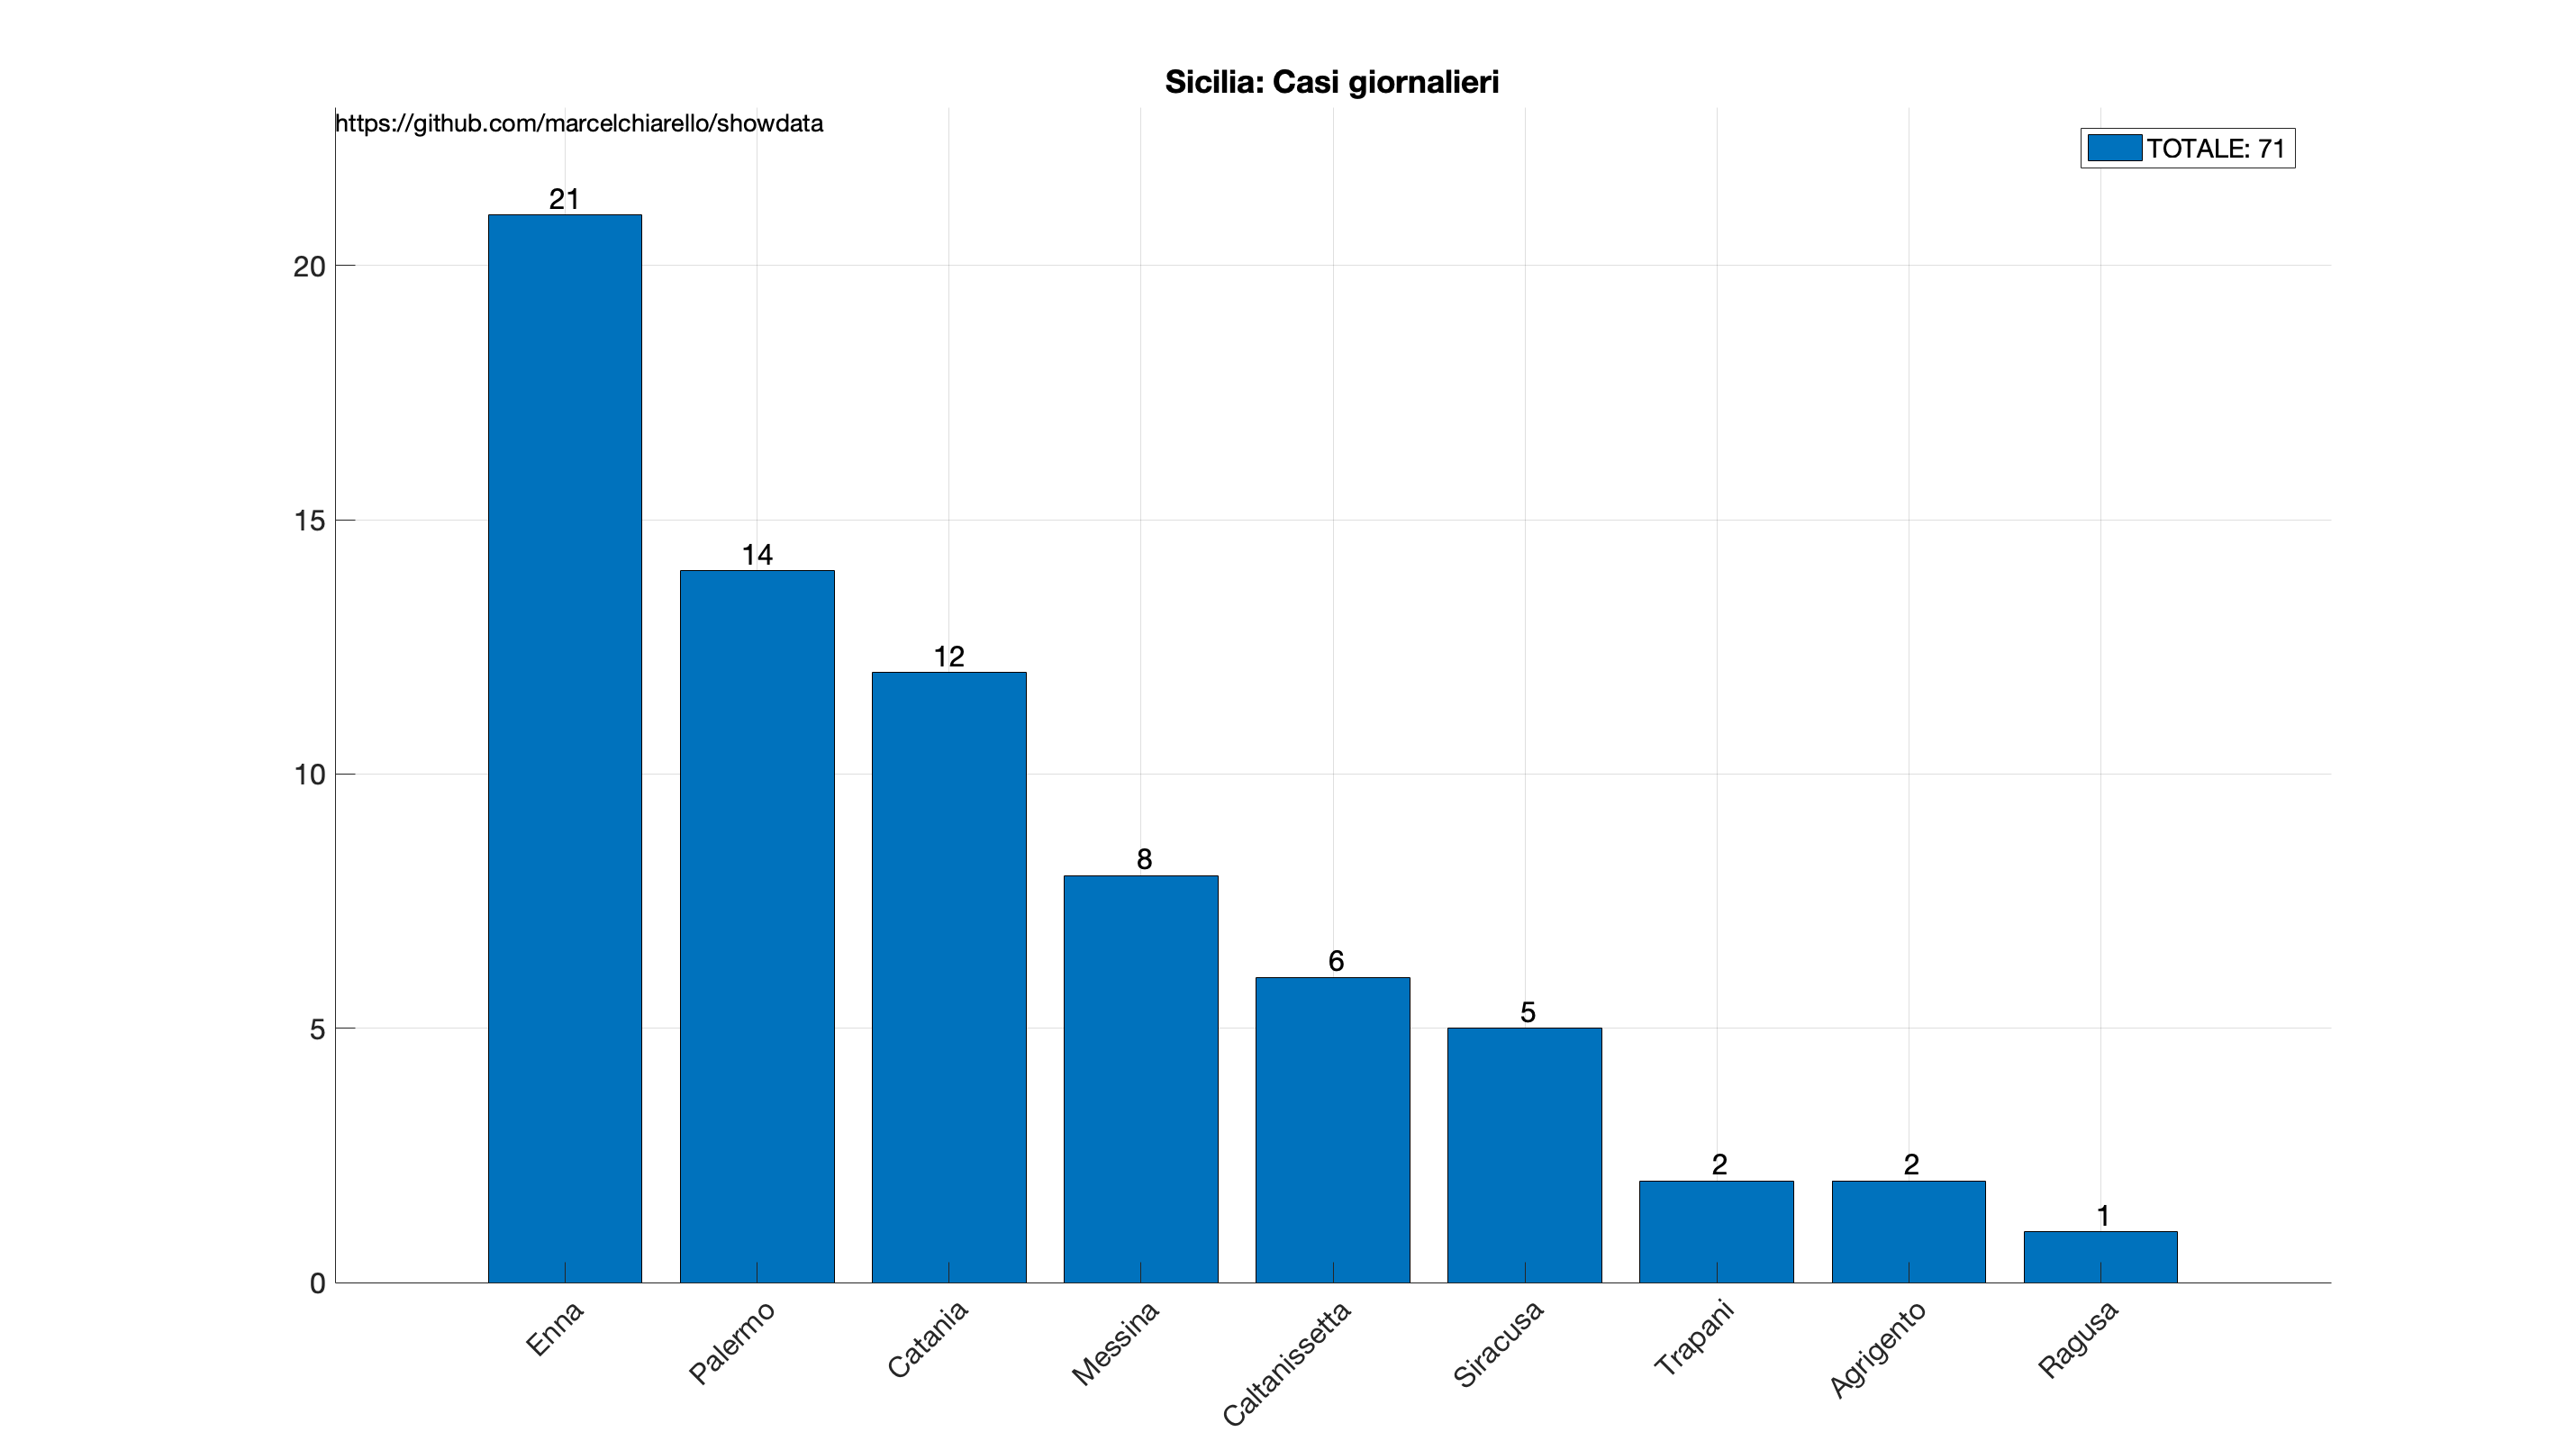 Sicilia: Casi giornalieri
https://github.com/marcelchiarello/showdata
TOTALE: 71
21
14
12
8
6
5
2
2
1
20
15
10
5
0
Enna
Palermo
Catania
Messina
Caltanissetta
Siracusa
Trapani
Agrigento
Ragusa